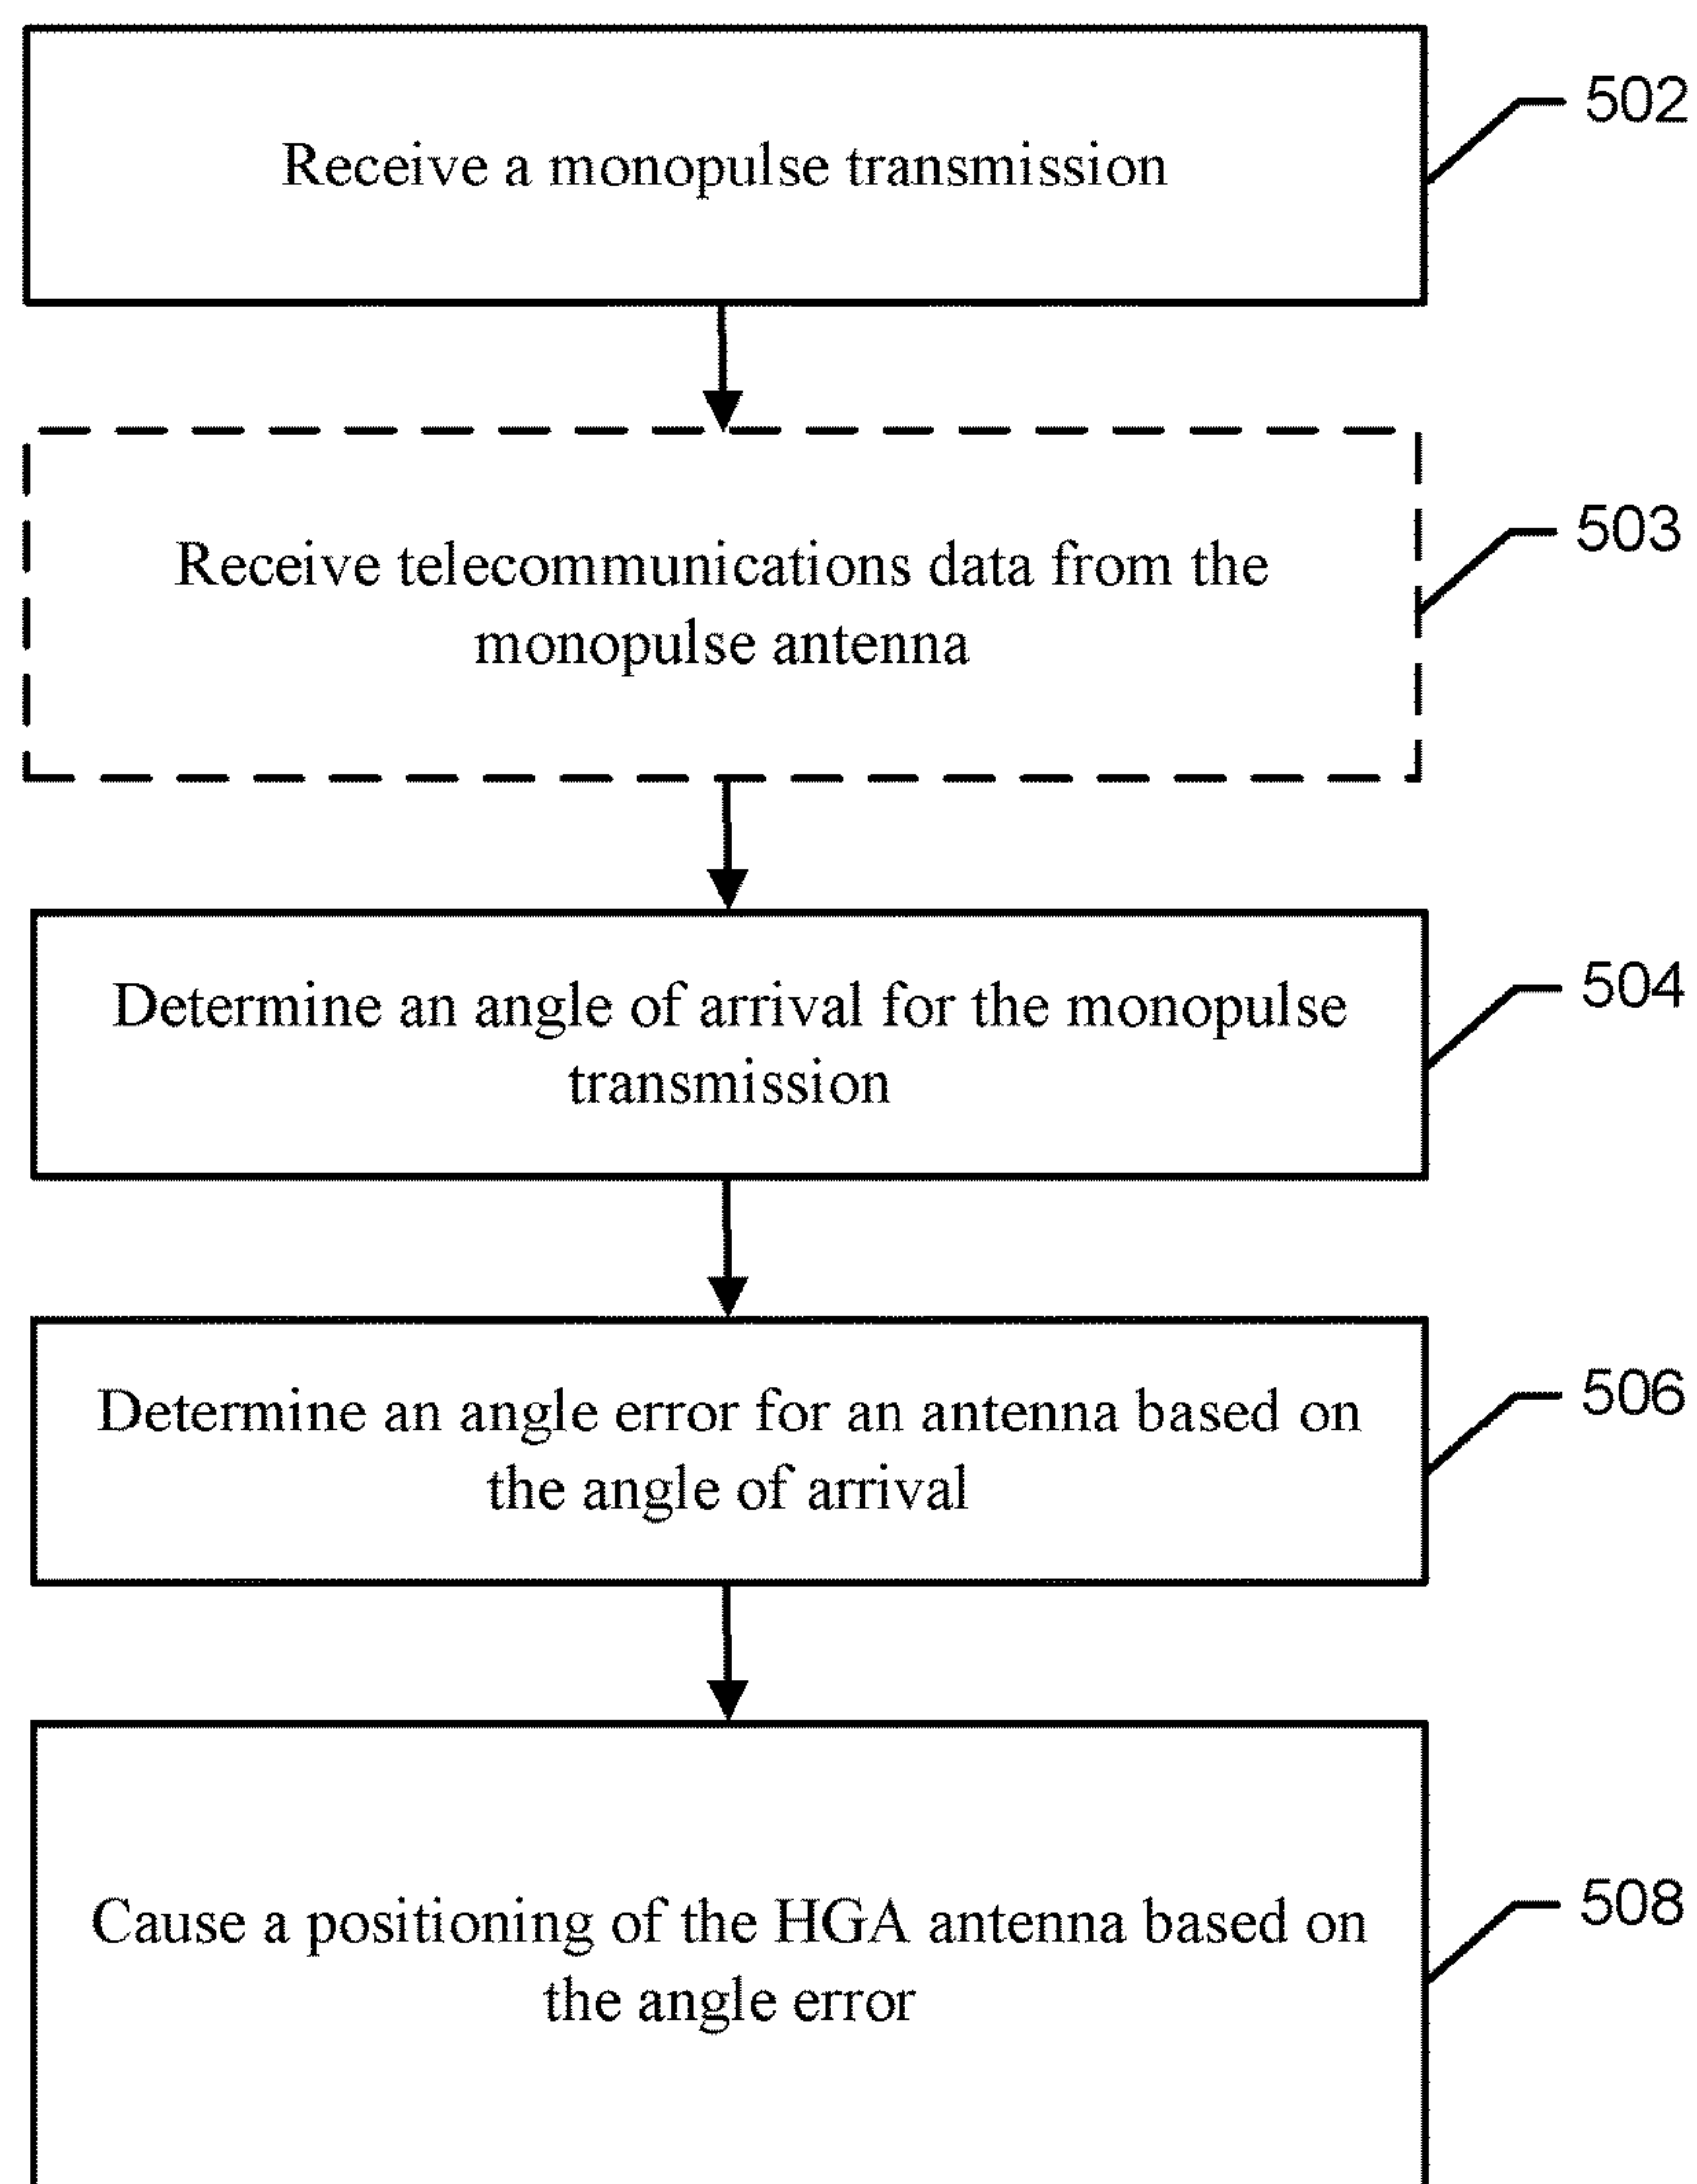 Receive a monopulse transmission
502
Receive telecommunications data from the
monopulse antenna
503
Determine an angle of arrival for the monopulse
transmission
504
Determine an angle error for an antenna based on
the angle of arrival
506
Cause a positioning of the HGA antenna based on
the angle error
508